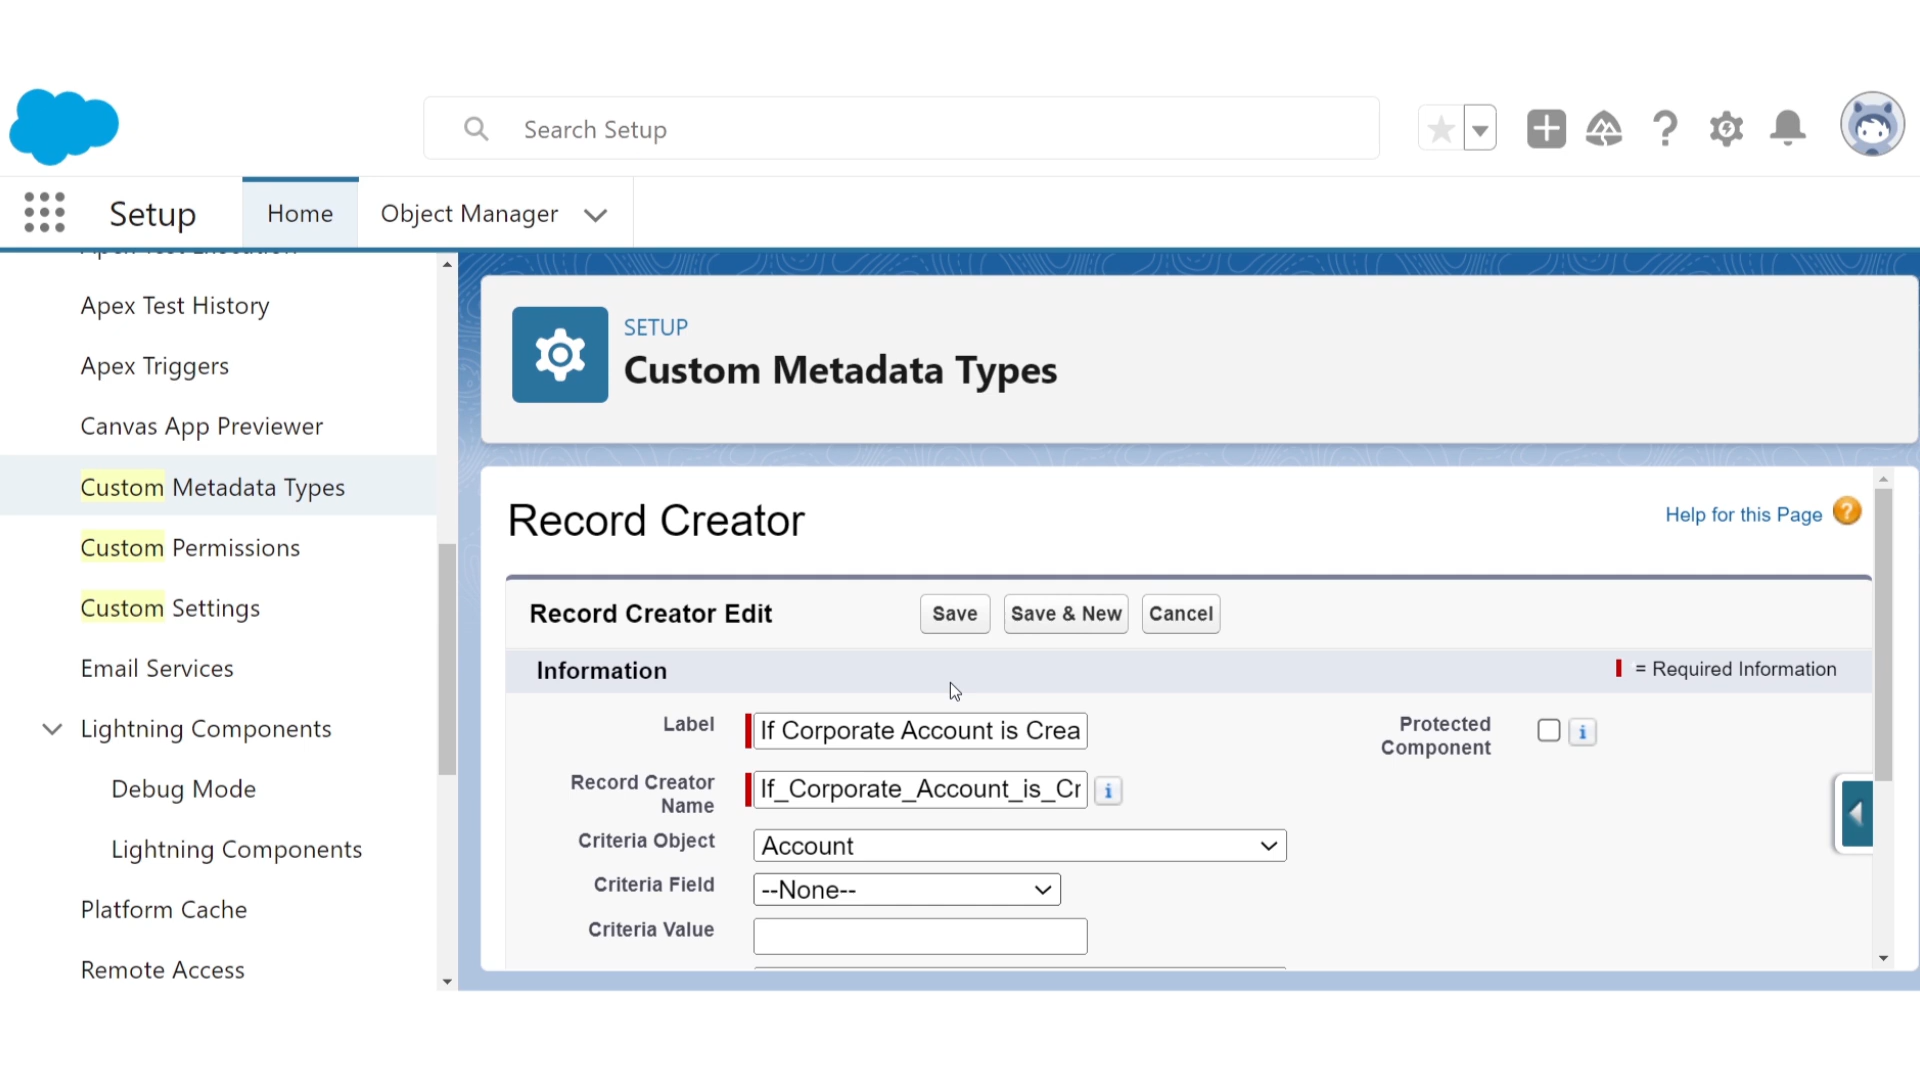 Search Setup
Setup
Home
Object Manager
Apex Test Execution
Apex Test History
Apex Triggers
Canvas App Previewer
Custom Metadata Types
Custom Permissions
Custom Settings
Email Services
Lightning Components
Debug Mode
Lightning Components
Platform Cache
Remote Access
SETUP
Custom Metadata Types
Record Creator
Help for this Page ?
Record Creator Edit
Save
Save & New
Cancel
Information
= Required Information
Label
If Corporate Account is Crea
Protected
Component
i
Record Creator
Name
If_Corporate_Account_is_Cr
i
Criteria Object
Account
Criteria Field
--None--
Criteria Value